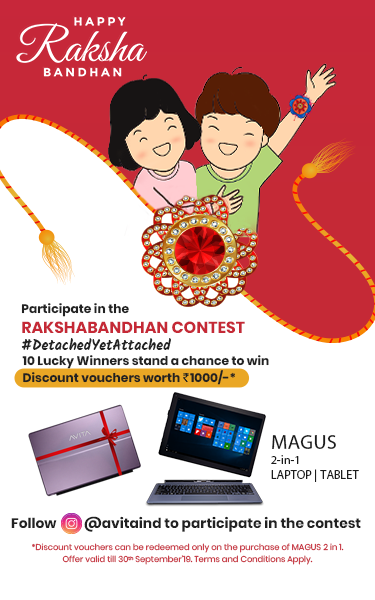 HAPPY
Raksha
BANDHAN
Participate in the
RAKSHABANDHAN CONTEST
#DetachedYetAttached
10 Lucky Winners stand a chance to win
Discount vouchers worth ₹1000/-*
AVITA
MAGUS
2-in-1
LAPTOP | TABLET
Follow @avitaind to participate in the contest
*Discount vouchers can be redeemed only on the purchase of MAGUS 2 in 1.
Offer valid till 30th September'19. Terms and Conditions Apply.